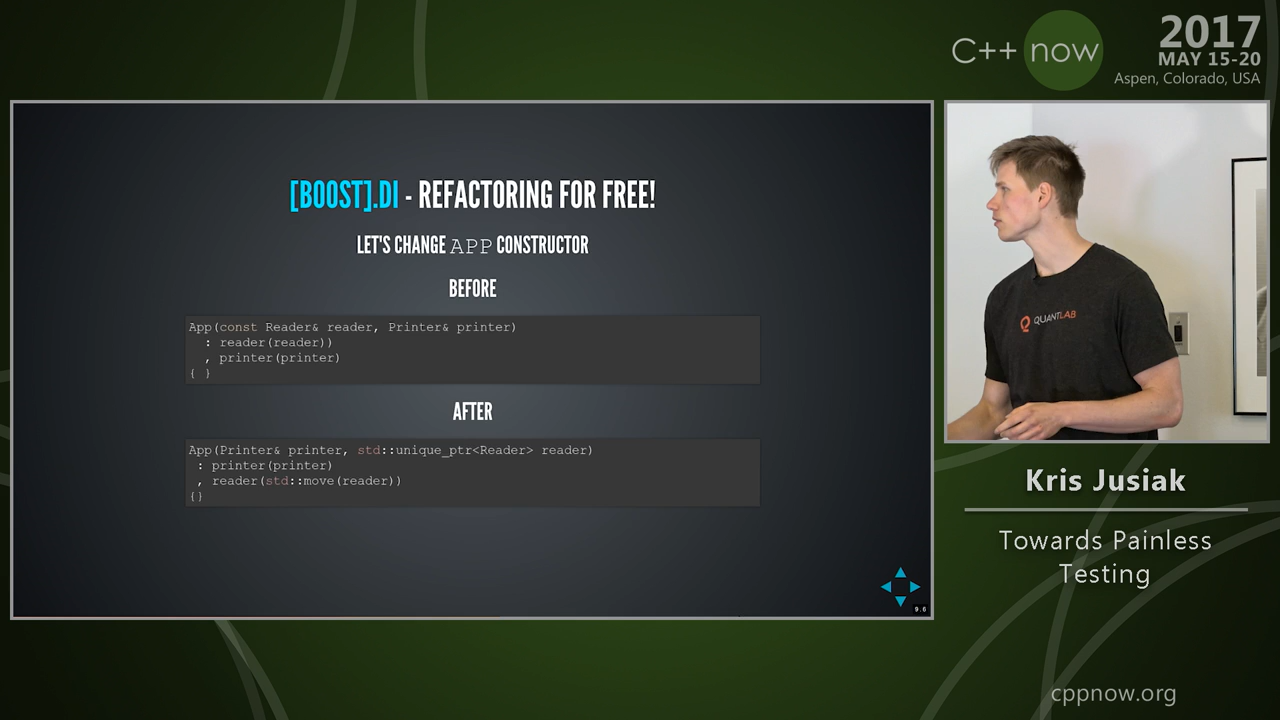 C++ now
2017
MAY 15-20
Aspen, Colorado, USA
[BOOST].DI - REFACTORING FOR FREE!
LET'S CHANGE APP CONSTRUCTOR
BEFORE
App(const Reader& reader, Printer& printer)
: reader(reader))
, printer(printer)
{ }
AFTER
App(Printer& printer, std::unique_ptr<Reader> reader)
: printer(printer)
, reader(std::move(reader))
{}
9.6
QUANTLAB
Kris Jusiak
Towards Painless
Testing
cppnow.org